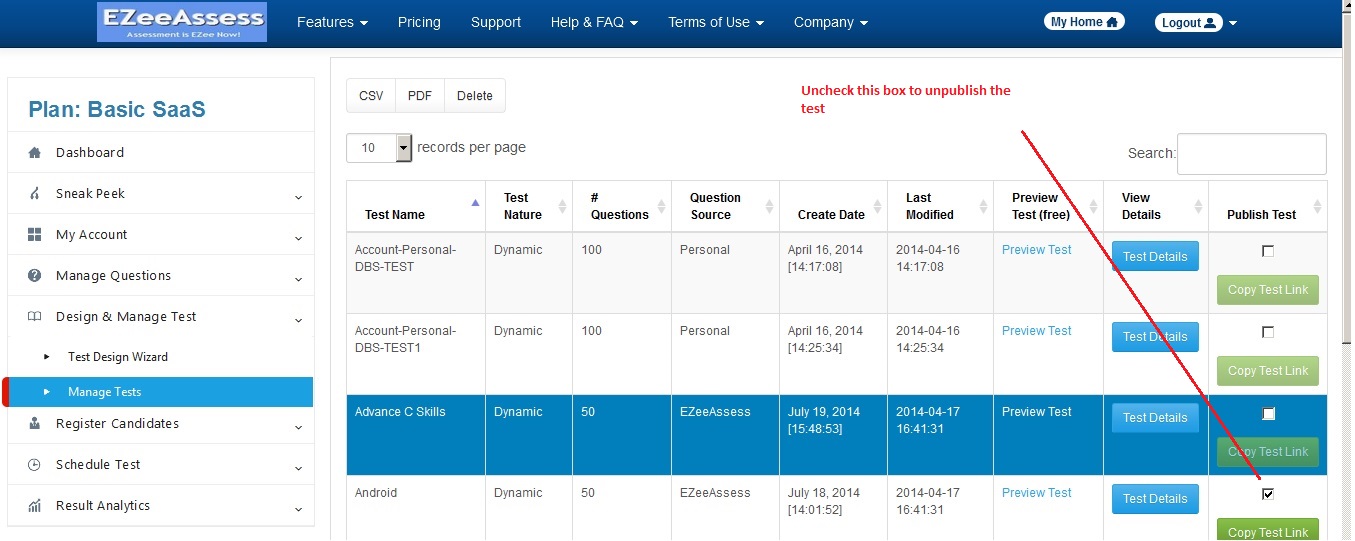 EZeeAssess
Assessment is EZee Now!
Features
Pricing
Support
Help & FAQ
Terms of Use
Company
My Home
Logout
Plan: Basic SaaS
Dashboard
Sneak Peek
My Account
Manage Questions
Design & Manage Test
Test Design Wizard
Manage Tests
Register Candidates
Schedule Test
Result Analytics
CSV
PDF
Delete
Uncheck this box to unpublish the
test
10 records per page
Search:
Test Name
Test
Nature
#
Questions
Question
Source
Create Date
Last
Modified
Preview
Test (free)
View
Details
Publish Test
Account-Personal-
DBS-TEST
Dynamic
100
Personal
April 16, 2014
[14:17:08]
2014-04-16
14:17:08
Preview Test
Test Details
Copy Test Link
Account-Personal-
DBS-TEST1
Dynamic
100
Personal
April 16, 2014
[14:25:34]
2014-04-16
14:25:34
Preview Test
Test Details
Copy Test Link
Advance C Skills
Dynamic
50
EZeeAssess
July 19, 2014
[15:48:53]
2014-04-17
16:41:31
Preview Test
Test Details
Copy Test Link
Android
Dynamic
50
EZeeAssess
July 18, 2014
[14:01:52]
2014-04-17
16:41:31
Preview Test
Test Details
Copy Test Link